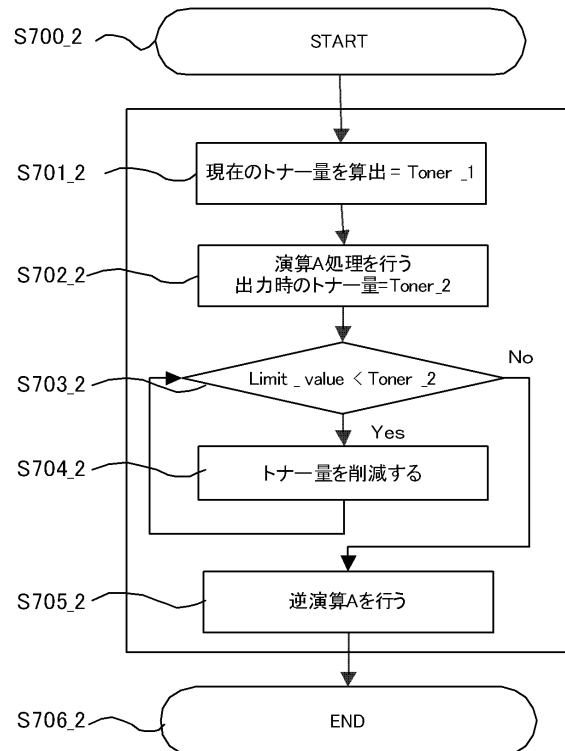 S700_2
START
S701_2
現在のトナー量を算出 = Toner _1
S702_2
演算A処理を行う
出力時のトナー量=Toner_2
S703_2
Limit _ value < Toner _2
No
Yes
S704_2
トナー量を削減する
S705_2
逆演算Aを行う
S706_2
END